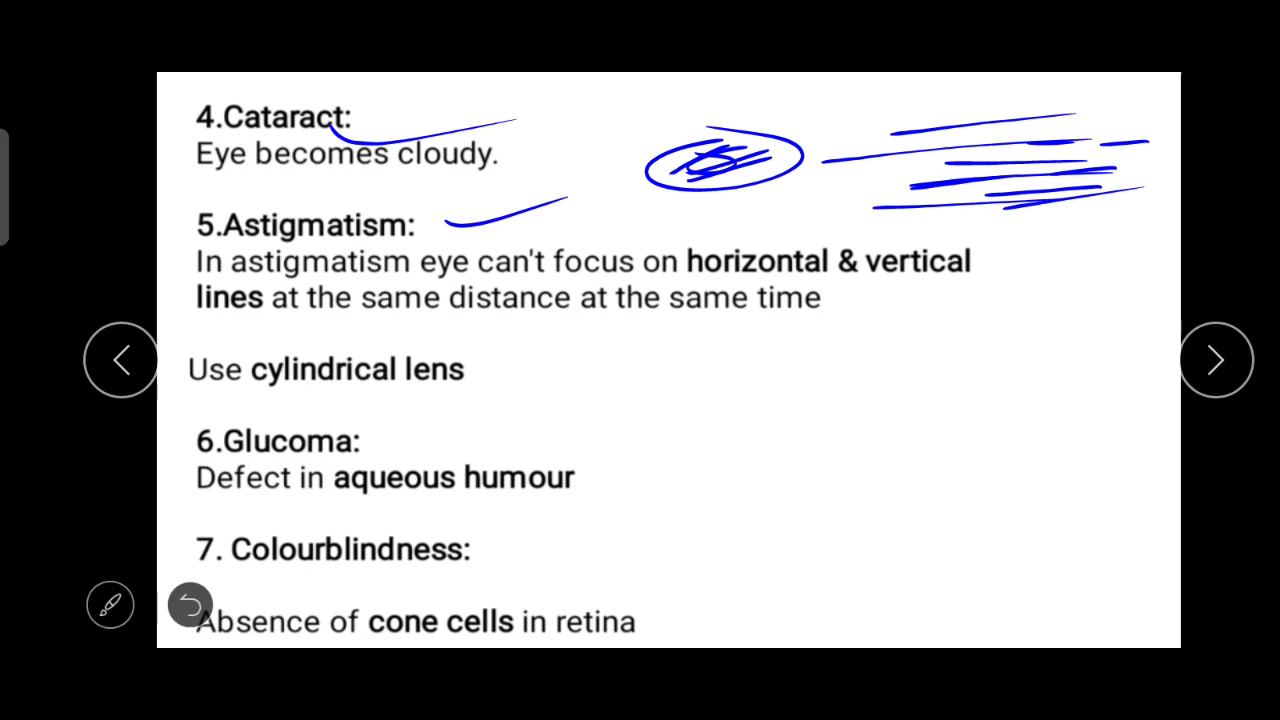 4.Cataract:
Eye becomes cloudy.
5.Astigmatism:
In astigmatism eye can't focus on horizontal & vertical
lines at the same distance at the same time
Use cylindrical lens
6.Glucoma:
Defect in aqueous humour
7. Colourblindness:
Absence of cone cells in retina